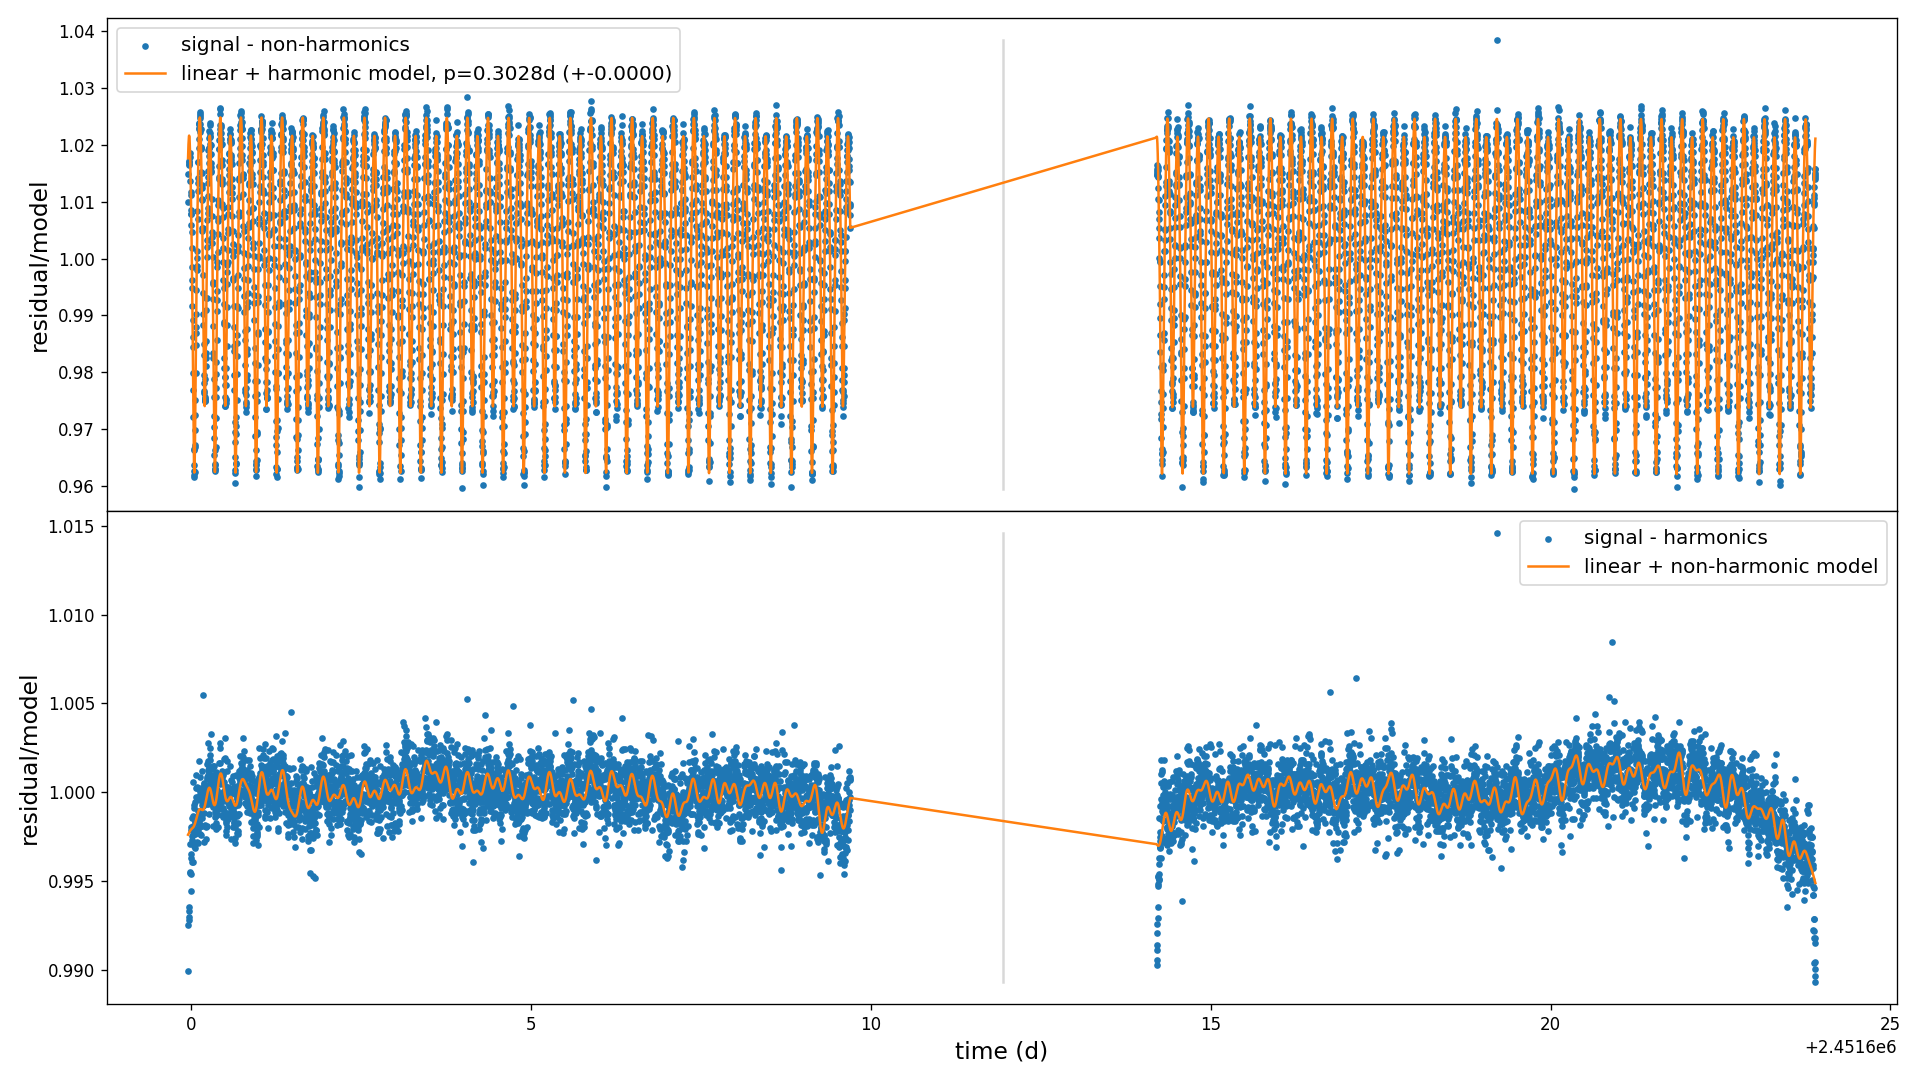 1.04
1.03
1.02
1.01
1.00
0.99
0.98
0.97
0.96
residual/model
signal - non-harmonics
linear + harmonic model, p=0.3028d (+-0.0000)
1.015
1.010
1.005
1.000
0.995
0.990
residual/model
signal - harmonics
linear + non-harmonic model
0
5
10
15
20
25
time (d)
+2.4516e6